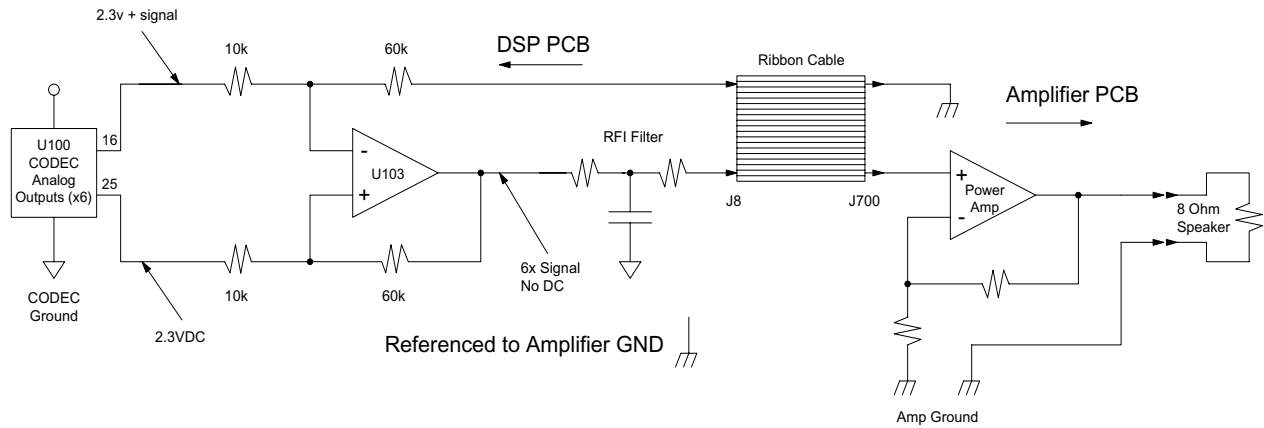 2.3v + signal
10k
60k
DSP PCB
Ribbon Cable
Amplifier PCB
U100
CODEC
Analog
Outputs (x6)
16
25
-
+
U103
RFI Filter
J8
J700
+
-
Power
Amp
8 Ohm
Speaker
10k
60k
6x Signal
No DC
CODEC
Ground
2.3VDC
Referenced to Amplifier GND
Amp Ground